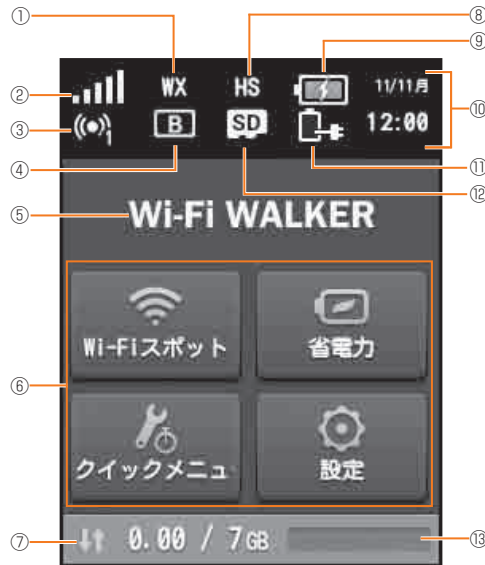 ① ⑧
⑨
② WX HS 11/11月 ⑩
③ 1 B SD 12:00
④ ⑫ ⑪
⑤ Wi-Fi WALKER
Wi-Fiスポット 省電力
⑥
クイックメニュ 設定
⑦ 0.00 / 7GB ⑬